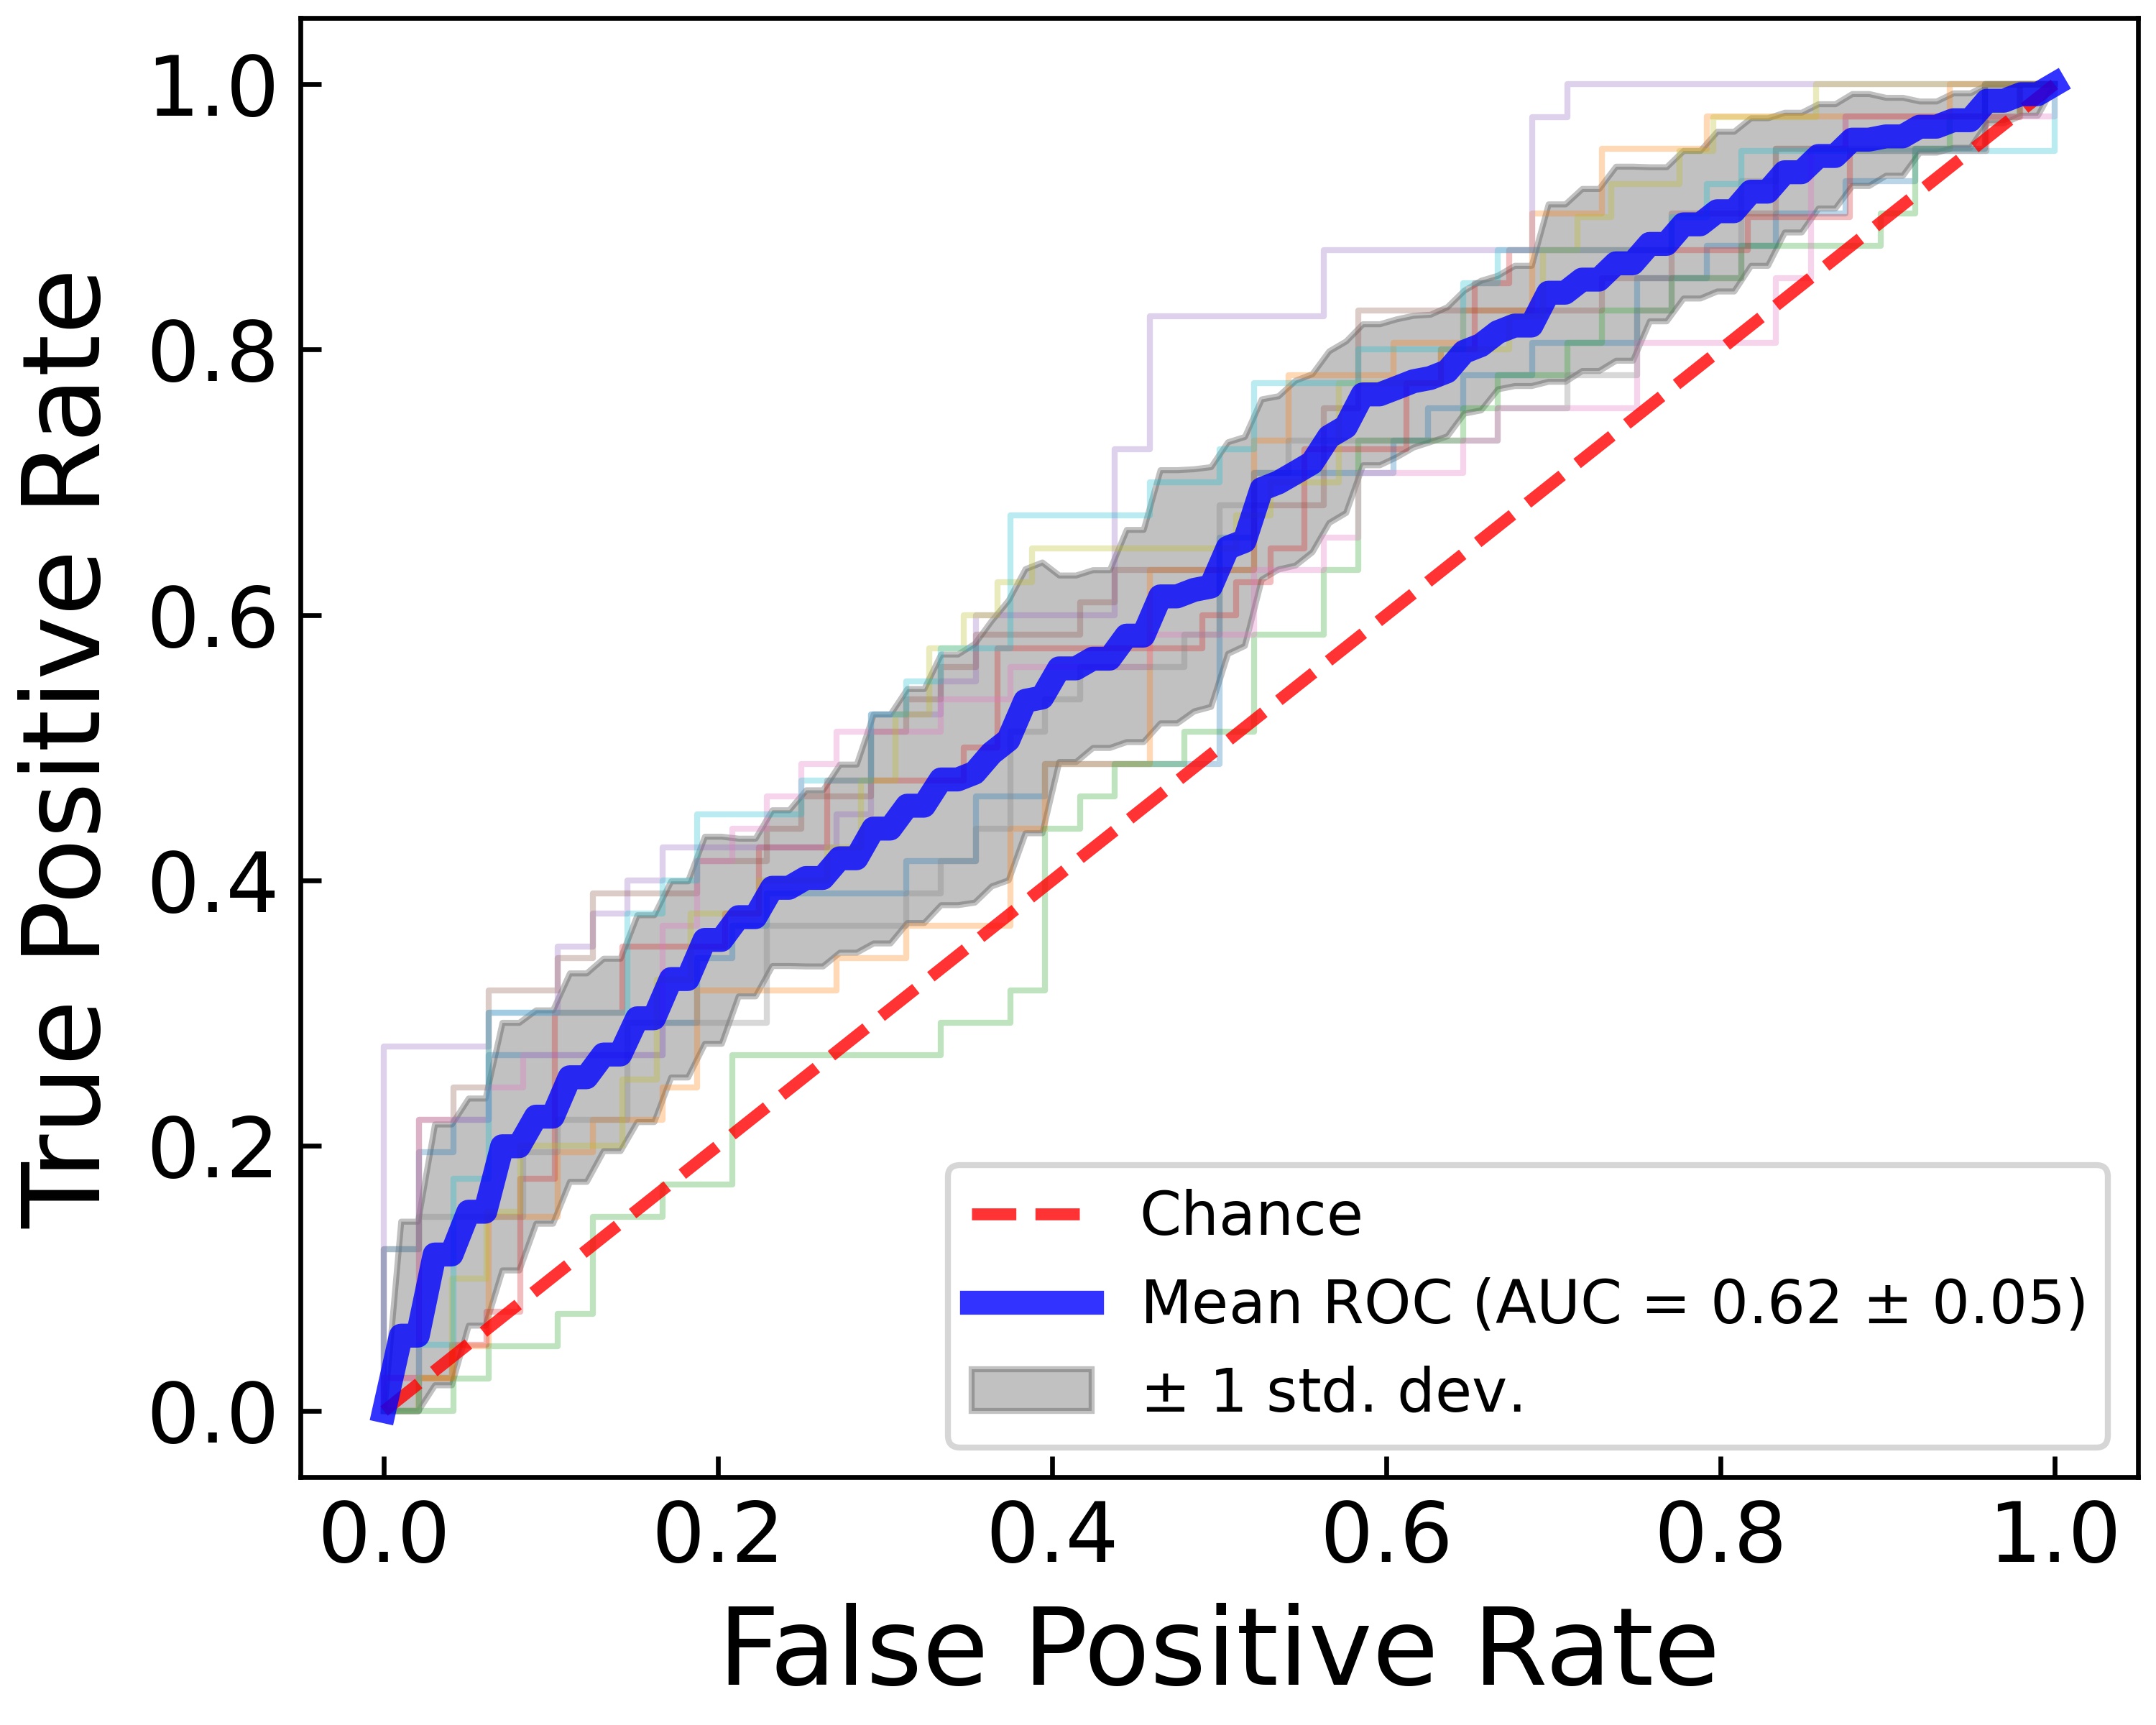 True Positive Rate
1.0
0.8
0.6
0.4
0.2
0.0
Chance
Mean ROC (AUC = 0.62 ± 0.05)
± 1 std. dev.
0.0 0.2 0.4 0.6 0.8 1.0
False Positive Rate